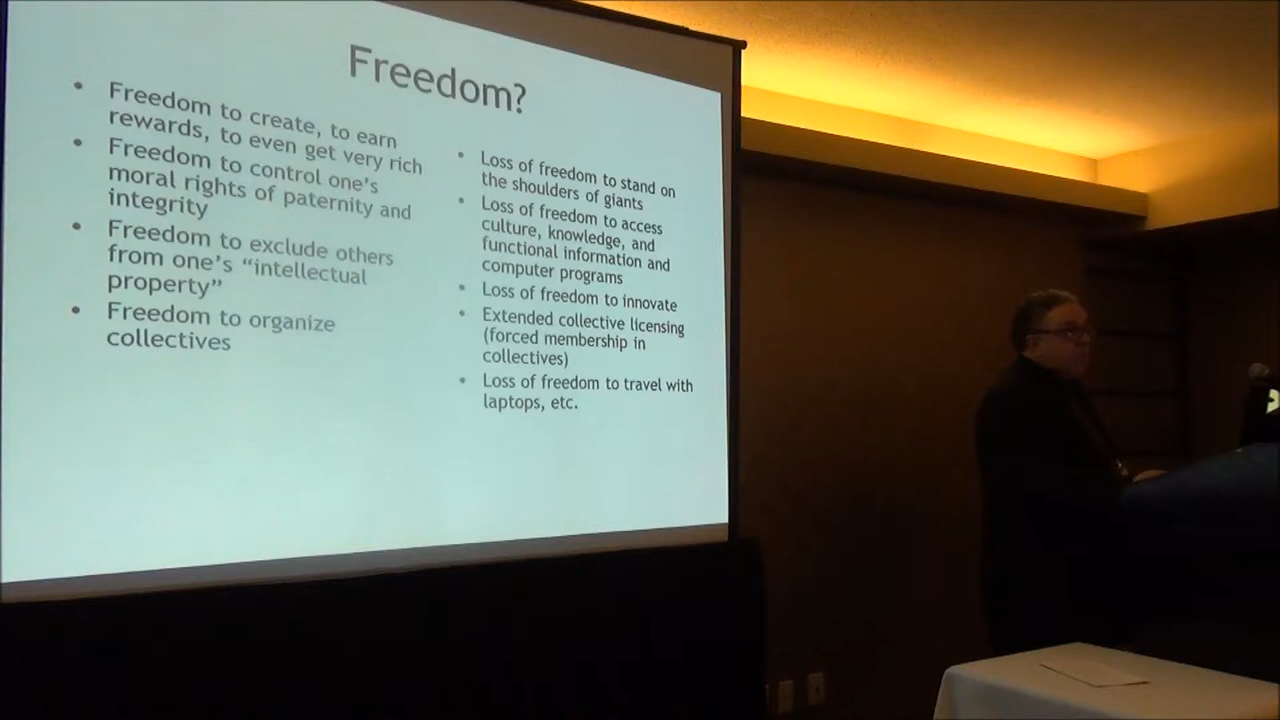 Freedom?
• Freedom to create, to earn
rewards, to even get very rich
• Freedom to control one's
moral rights of paternity and
integrity
• Freedom to exclude others
from one's “intellectual
property”
• Freedom to organize
collectives
• Loss of freedom to stand on
the shoulders of giants
• Loss of freedom to access
culture, knowledge, and
functional information and
computer programs
• Loss of freedom to innovate
• Extended collective licensing
(forced membership in
collectives)
• Loss of freedom to travel with
laptops, etc.